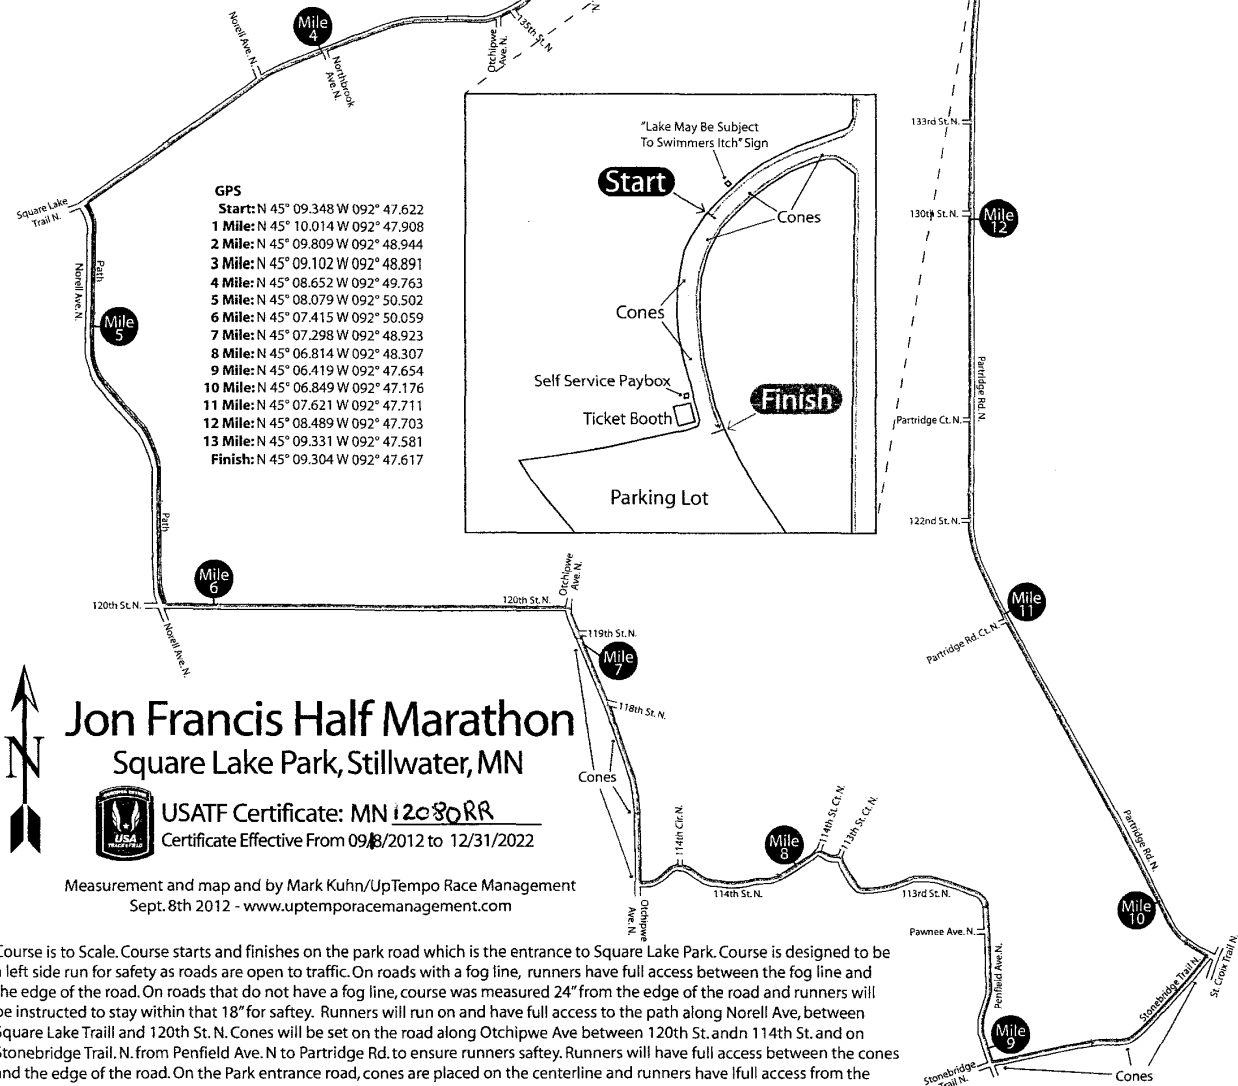 Mile
4
Norell Ave. N.
Northbrook
Ave. N.
Otchipwe
Ave. N.
135th St. N
N
Square Lake
Trail N.
Path
Norell Ave. N.
Mile
5
GPS
Start: N 45° 09.348 W 092° 47.622
1 Mile: N 45° 10.014 W 092° 47.908
2 Mile: N 45° 09.809 W 092° 48.944
3 Mile: N 45° 09.102 W 092° 48.891
4 Mile: N 45° 08.652 W 092° 49.763
5 Mile: N 45° 08.079 W 092° 50.502
6 Mile: N 45° 07.415 W 092° 50.059
7 Mile: N 45° 07.298 W 092° 48.923
8 Mile: N 45° 06.814 W 092° 48.307
9 Mile: N 45° 06.419 W 092° 47.654
10 Mile: N 45° 06.849 W 092° 47.176
11 Mile: N 45° 07.621 W 092° 47.711
12 Mile: N 45° 08.489 W 092° 47.703
13 Mile: N 45° 09.331 W 092° 47.581
Finish: N 45° 09.304 W 092° 47.617
"Lake May Be Subject
To Swimmers Itch" Sign
Start
Cones
Cones
Self Service Paybox
Ticket Booth
Finish
Parking Lot
133rd St. N.
130th St. N.
Mile
12
Partridge Rd. N.
Partridge Ct. N.
122nd St. N.
Mile
11
Partridge Rd. Ct. N.
Path
Mile
6
120th St. N.
Norell Ave. N.
120th St. N.
Otchipwe
Ave. N.
119th St. N.
Mile
7
118th St. N.
Cones
114th Cir. N.
Mile
8
114th St. Ct. N.
113th St. Ct. N.
114th St. N.
113rd St. N.
Otchipwe
Ave. N.
Pawnee Ave. N.
Penfield Ave. N.
Mile
9
Stonebridge
Trail N.
Cones
Stonebridge Trail N.
St. Croix Trail N.
Mile
10
Partridge Rd. N.
N
Jon Francis Half Marathon
Square Lake Park, Stillwater, MN
USA
TRACK & FIELD
USATF Certificate: MN 12080RR
Certificate Effective From 09/8/2012 to 12/31/2022
Measurement and map and by Mark Kuhn/UpTempo Race Management
Sept. 8th 2012 - www.uptemporacemanagement.com
Course is to Scale. Course starts and finishes on the park road which is the entrance to Square Lake Park. Course is designed to be
a left side run for safety as roads are open to traffic. On roads with a fog line, runners have full access between the fog line and
the edge of the road. On roads that do not have a fog line, course was measured 24" from the edge of the road and runners will
be instructed to stay within that 18" for saftey. Runners will run on and have full access to the path along Norell Ave, between
Square Lake Traill and 120th St. N. Cones will be set on the road along Otchipwe Ave between 120th St. andn 114th St. and on
Stonebridge Trail. N. from Penfield Ave. N to Partridge Rd. to ensure runners saftey. Runners will have full access between the cones
and the edge of the road. On the Park entrance road, cones are placed on the centerline and runners have lfull access from the